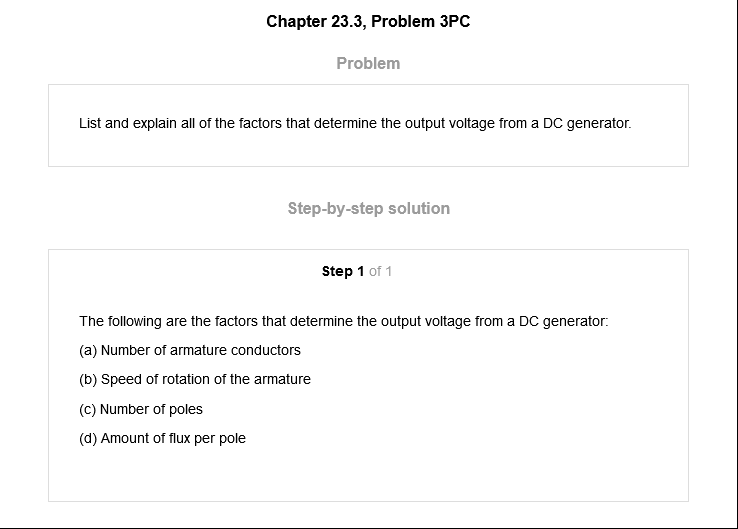 Chapter 23.3, Problem 3PC
Problem
List and explain all of the factors that determine the output voltage from a DC generator.
Step-by-step solution
Step 1 of 1
The following are the factors that determine the output voltage from a DC generator:
(a) Number of armature conductors
(b) Speed of rotation of the armature
(c) Number of poles
(d) Amount of flux per pole